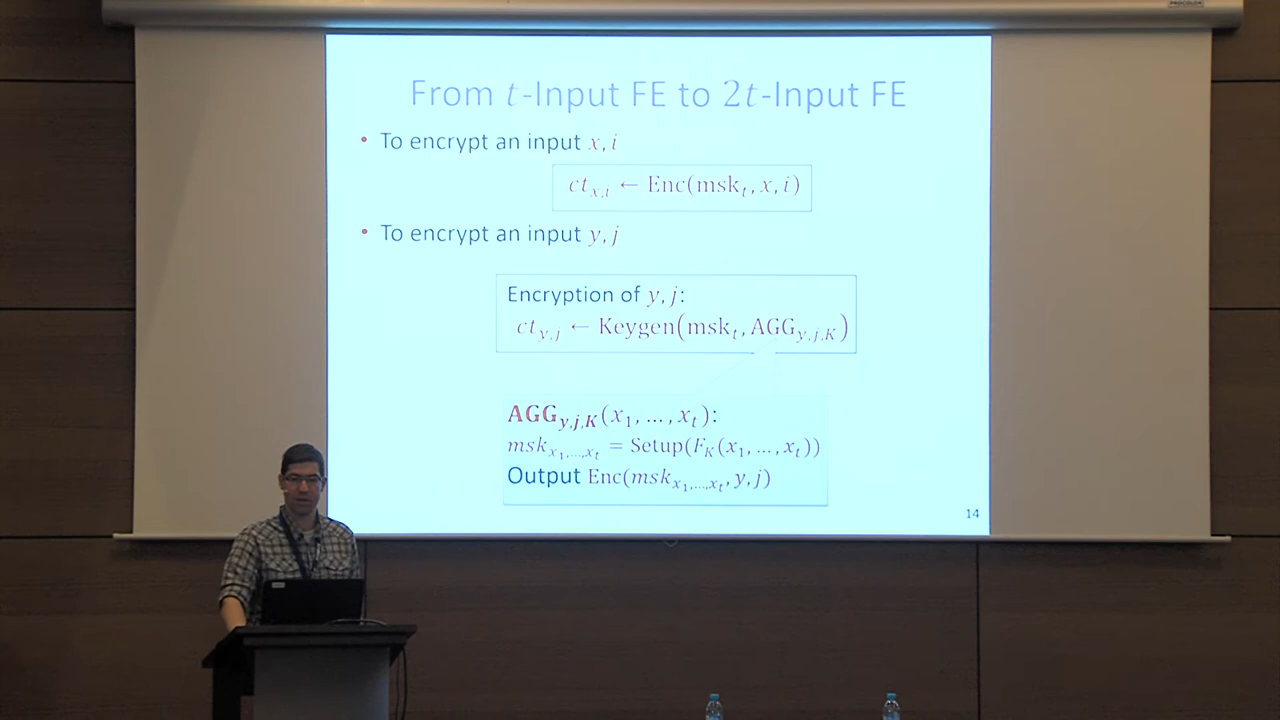 From t-Input FE to 2t-Input FE
• To encrypt an input x, i
ct_{x,i} ← Enc(msk_t, x, i)
• To encrypt an input y, j
Encryption of y, j:
ct_{y,j} ← Keygen(msk_t, AGG_{y,j,K})
AGG_{y,j,K}(x_1, …, x_t):
msk_{x_1,…,x_t} = Setup(F_K(x_1, …, x_t))
Output Enc(msk_{x_1,…,x_t}, y, j)
14